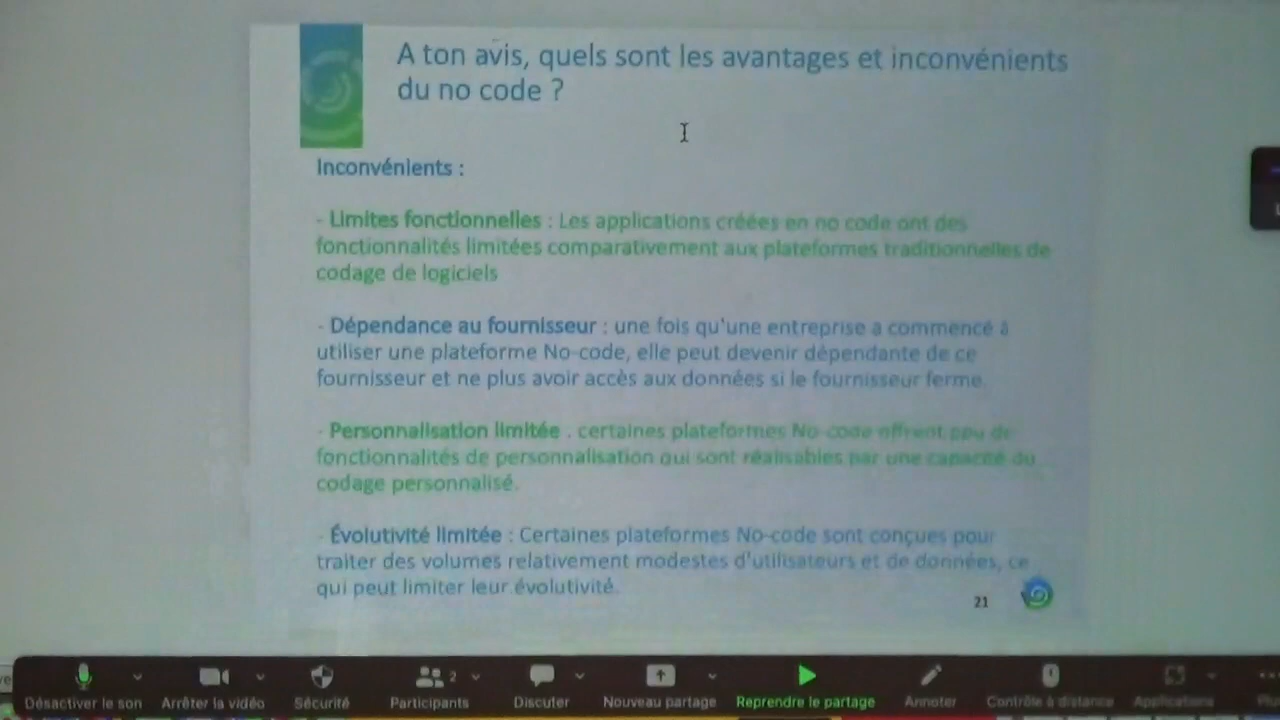 A ton avis, quels sont les avantages et inconvénients
du no code ?
Inconvénients :
- Limites fonctionnelles : Les applications créées en no code ont des
fonctionnalités limitées comparativement aux plateformes traditionnelles de
codage de logiciels
- Dépendance au fournisseur : une fois qu'une entreprise a commencé à
utiliser une plateforme No-code, elle peut devenir dépendante de ce
fournisseur et ne plus avoir accès aux données si le fournisseur ferme.
- Personnalisation limitée : certaines plateformes No-code offrent peu de
fonctionnalités de personnalisation qui sont réalisables par une capacité du
codage personnalisé.
- Évolutivité limitée : Certaines plateformes No-code sont conçues pour
traiter des volumes relativement modestes d'utilisateurs et de données, ce
qui peut limiter leur évolutivité.
21
2
Désactiver le son Arrêter la vidéo Sécurité Participants Discuter Nouveau partage Reprendre le partage Annoter Contrôle à distance Applications